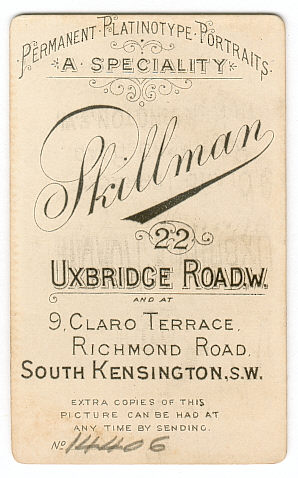 PERMANENT PLATINOTYPE PORTRAITS
A SPECIALITY
Skillman
22
UXBRIDGE ROAD.W.
AND AT
9, CLARO TERRACE,
RICHMOND ROAD,
SOUTH KENSINGTON, S.W.
EXTRA COPIES OF THIS
PICTURE CAN BE HAD AT
ANY TIME BY SENDING.
No 14406